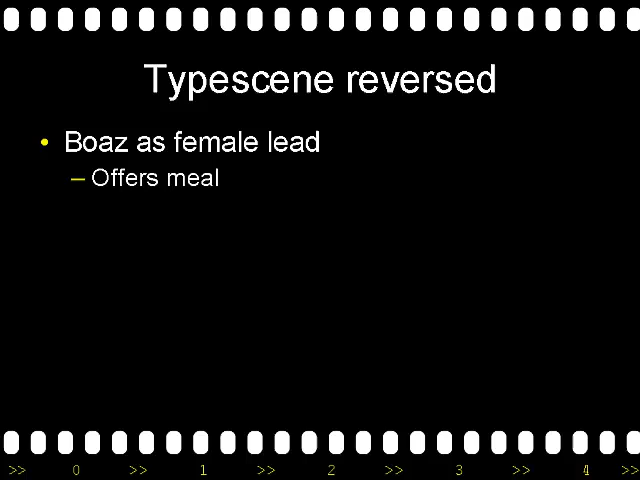 Typescene reversed
• Boaz as female lead
– Offers meal
>> 0 >> 1 >> 2 >> 3 >> 4 >>